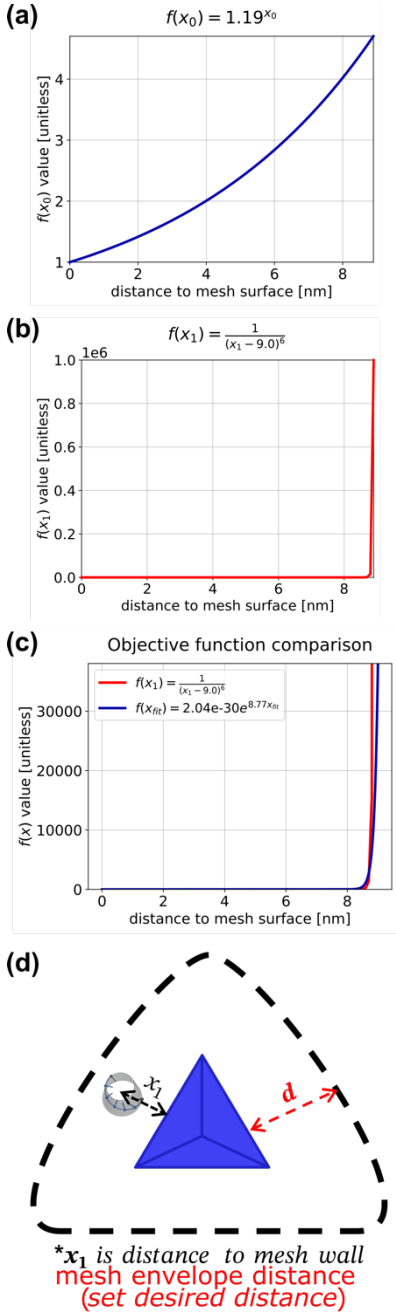 (a)
f(x₀) = 1.19^{x₀}
f(x₀) value [unitless]
4
3
2
1
0 2 4 6 8
distance to mesh surface [nm]
(b)
f(x₁) = 1/(x₁ − 9.0)⁶
1e6
f(x₁) value [unitless]
1.0
0.8
0.6
0.4
0.2
0.0
0 2 4 6 8
distance to mesh surface [nm]
(c)
Objective function comparison
f(x₁) = 1/(x₁ − 9.0)⁶
f(x_{fit}) = 2.04e-30e^{8.77x_{fit}}
f(x) value [unitless]
30000
20000
10000
0
0 2 4 6 8
distance to mesh surface [nm]
(d)
x₁
d
*x₁ is distance to mesh wall
mesh envelope distance
(set desired distance)